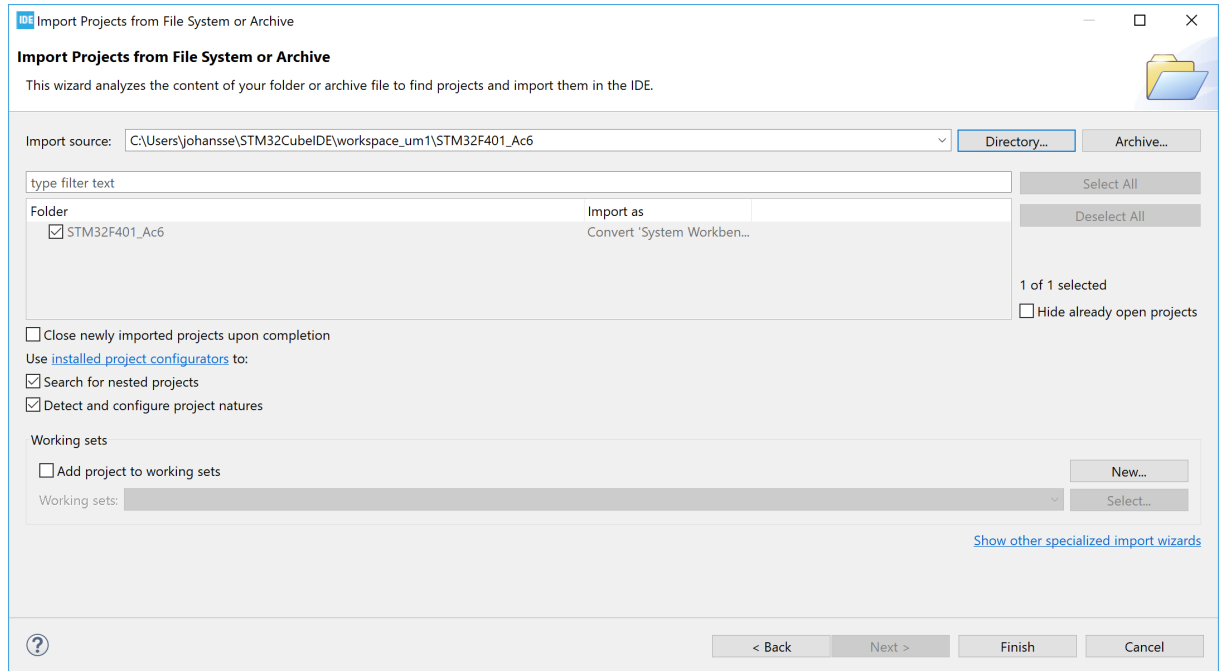 IDE Import Projects from File System or Archive
Import Projects from File System or Archive
This wizard analyzes the content of your folder or archive file to find projects and import them in the IDE.
Import source: C:\Users\johansse\STM32CubeIDE\workspace_um1\STM32F401_Ac6 Directory... Archive...
type filter text Select All
Folder Import as Deselect All
STM32F401_Ac6 Convert 'System Workben...
1 of 1 selected
Hide already open projects
Close newly imported projects upon completion
Use installed project configurators to:
Search for nested projects
Detect and configure project natures
Working sets
Add project to working sets New...
Working sets: Select...
Show other specialized import wizards
? < Back Next > Finish Cancel